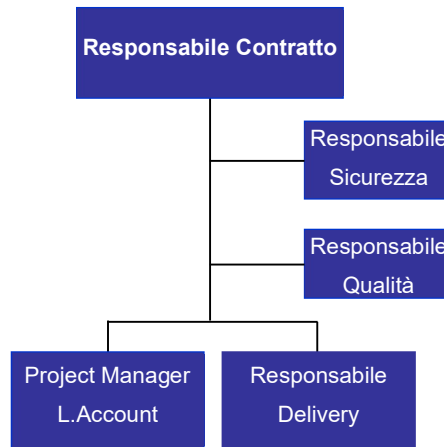 Responsabile Contratto
Responsabile
Sicurezza
Responsabile
Qualità
Project Manager
L.Account
Responsabile
Delivery